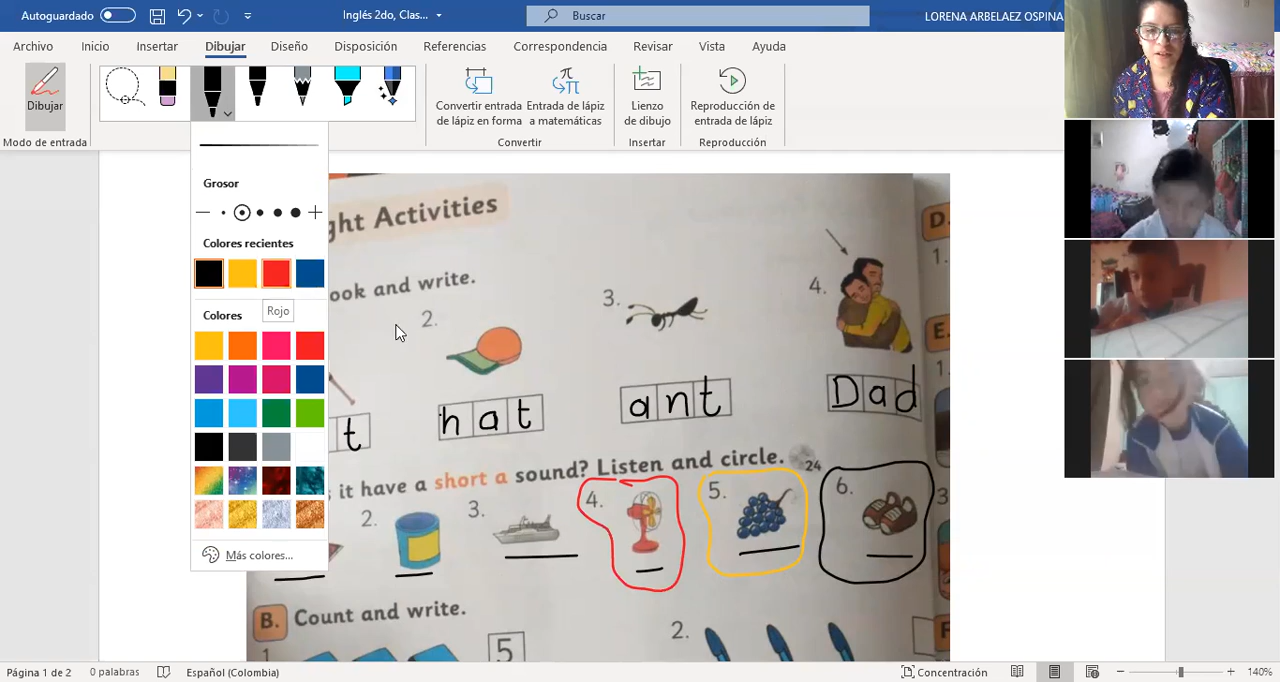 Autoguardado
Inglés 2do, Clas...
Buscar
LORENA ARBELAEZ OSPINA
Archivo Inicio Insertar Dibujar Diseño Disposición Referencias Correspondencia Revisar Vista Ayuda
Dibujar
Convertir entrada de lápiz en forma
Entrada de lápiz a matemáticas
Lienzo de dibujo
Reproducción de entrada de lápiz
Modo de entrada
Convertir
Insertar
Reproducción
Grosor
Colores recientes
Rojo
Colores
Más colores...
ght Activities
ook and write.
2.
3.
4.
t
hat
ant
Dad
it have a short a sound? Listen and circle. 24
2.
3.
4.
5.
6.
B. Count and write.
1
5
2.
D.
1.
E.
1.
3
F
Página 1 de 2 0 palabras Español (Colombia) Concentración 140%